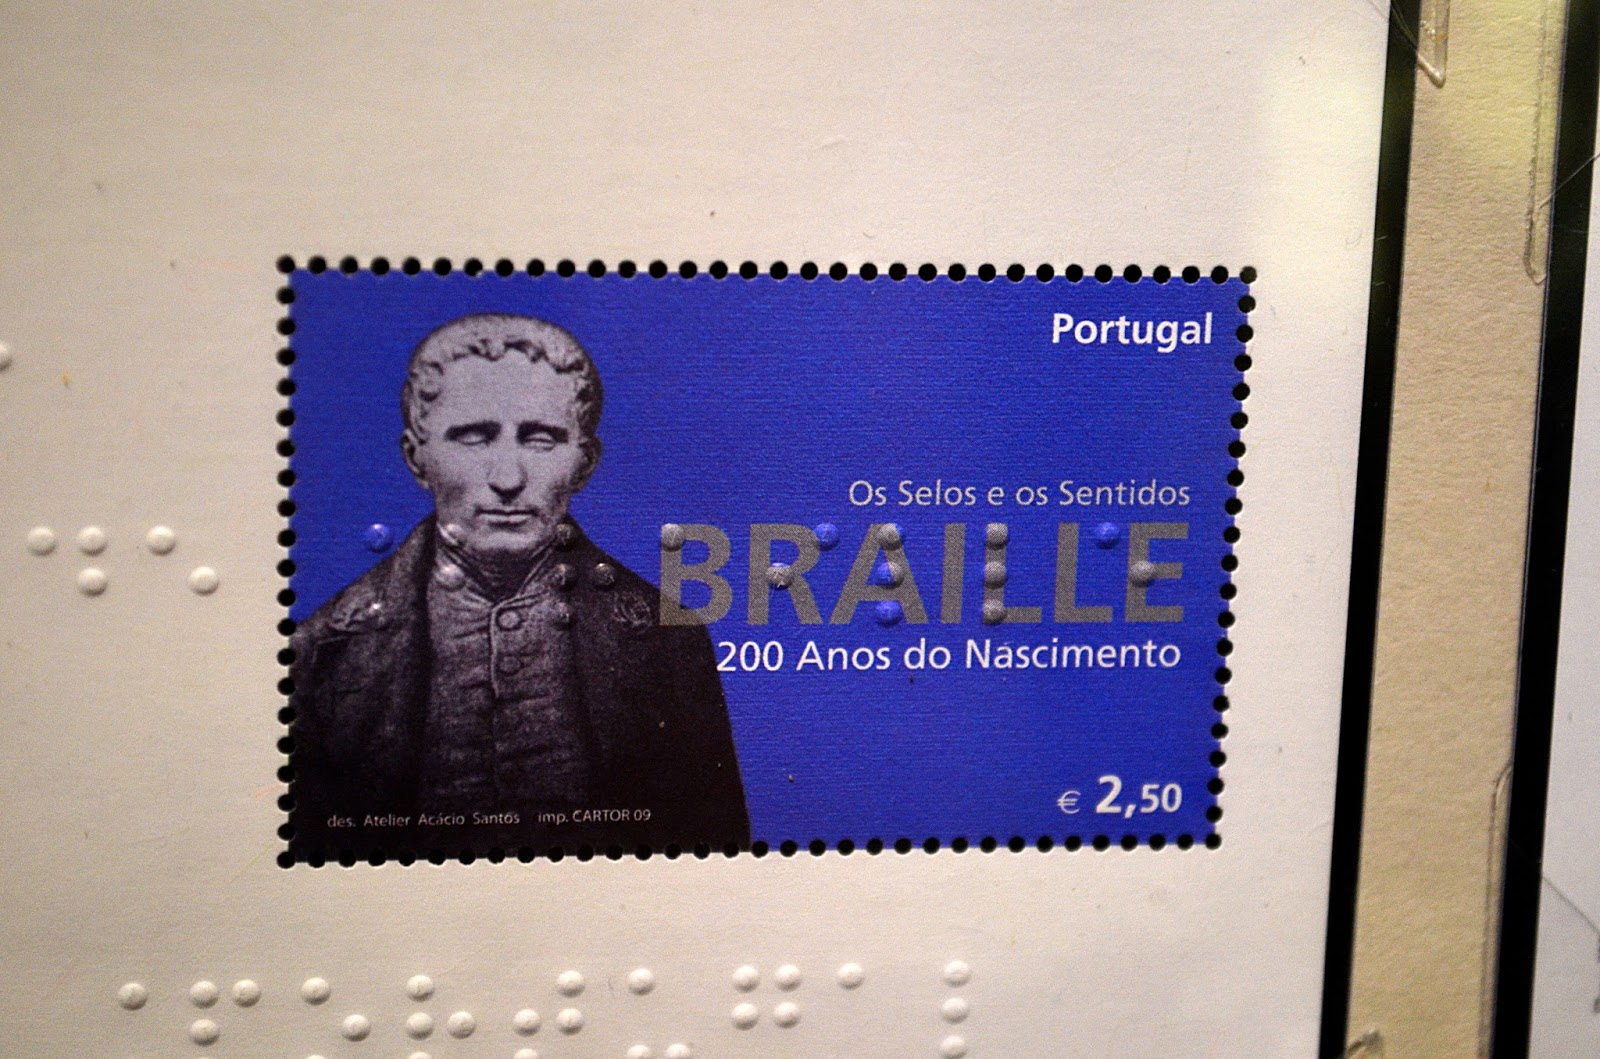 Portugal
Os Selos e os Sentidos
BRAILLE
200 Anos do Nascimento
€ 2,50
des. Atelier Acácio Santos imp. CARTOR 09